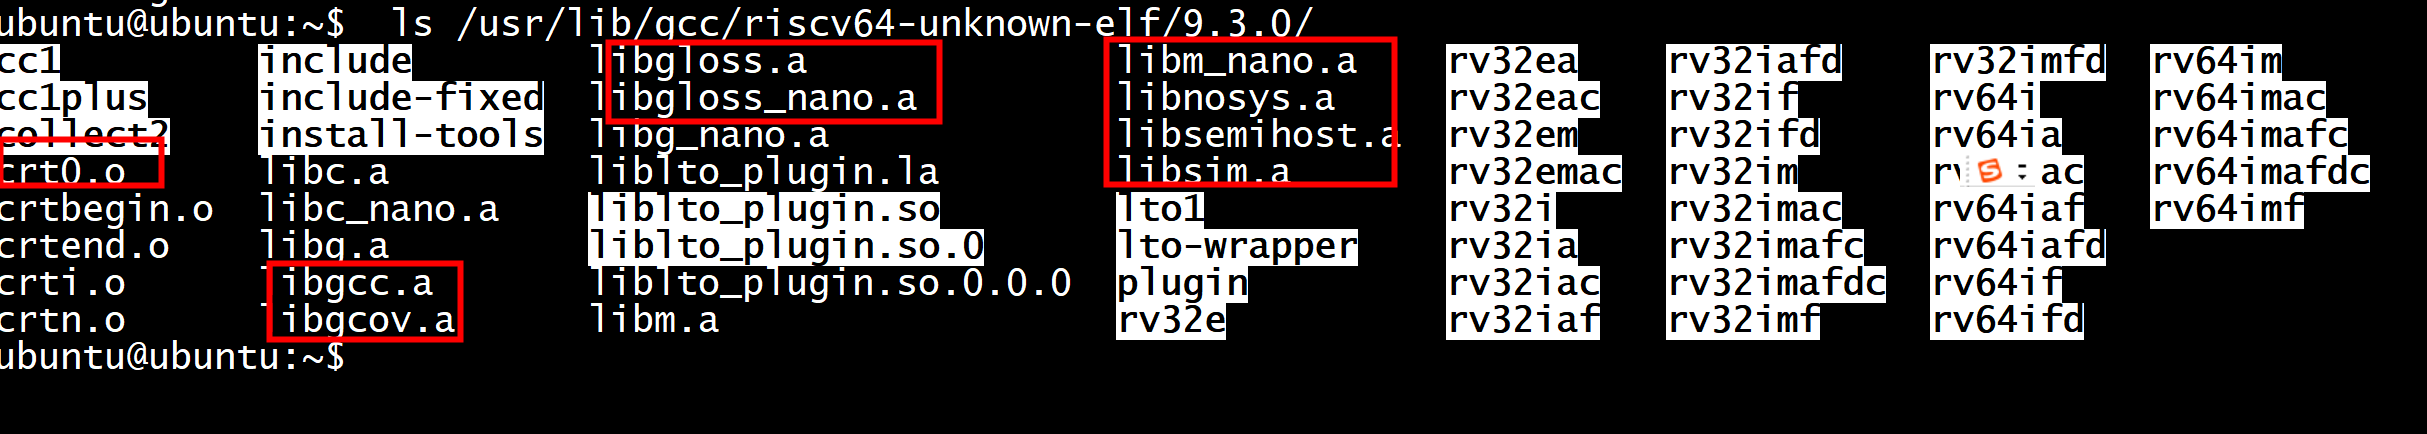 ubuntu@ubuntu:~$  ls /usr/lib/gcc/riscv64-unknown-elf/9.3.0/
cc1 include libgloss.a libm_nano.a rv32ea rv32iafd rv32imfd rv64im
cc1plus include-fixed libgloss_nano.a libnosys.a rv32eac rv32if rv64i rv64imac
collect2 install-tools libg_nano.a libsemihost.a rv32em rv32ifd rv64ia rv64imafc
crt0.o libc.a liblto_plugin.la libsim.a rv32emac rv32im rv64imafdc
crtbegin.o libc_nano.a liblto_plugin.so lto1 rv32i rv32imac rv64iaf rv64imf
crtend.o libg.a liblto_plugin.so.0 lto-wrapper rv32ia rv32imafc rv64iafd
crti.o libgcc.a liblto_plugin.so.0.0.0 plugin rv32iac rv32imafdc rv64if
crtn.o libgcov.a libm.a rv32e rv32iaf rv32imf rv64ifd
ubuntu@ubuntu:~$